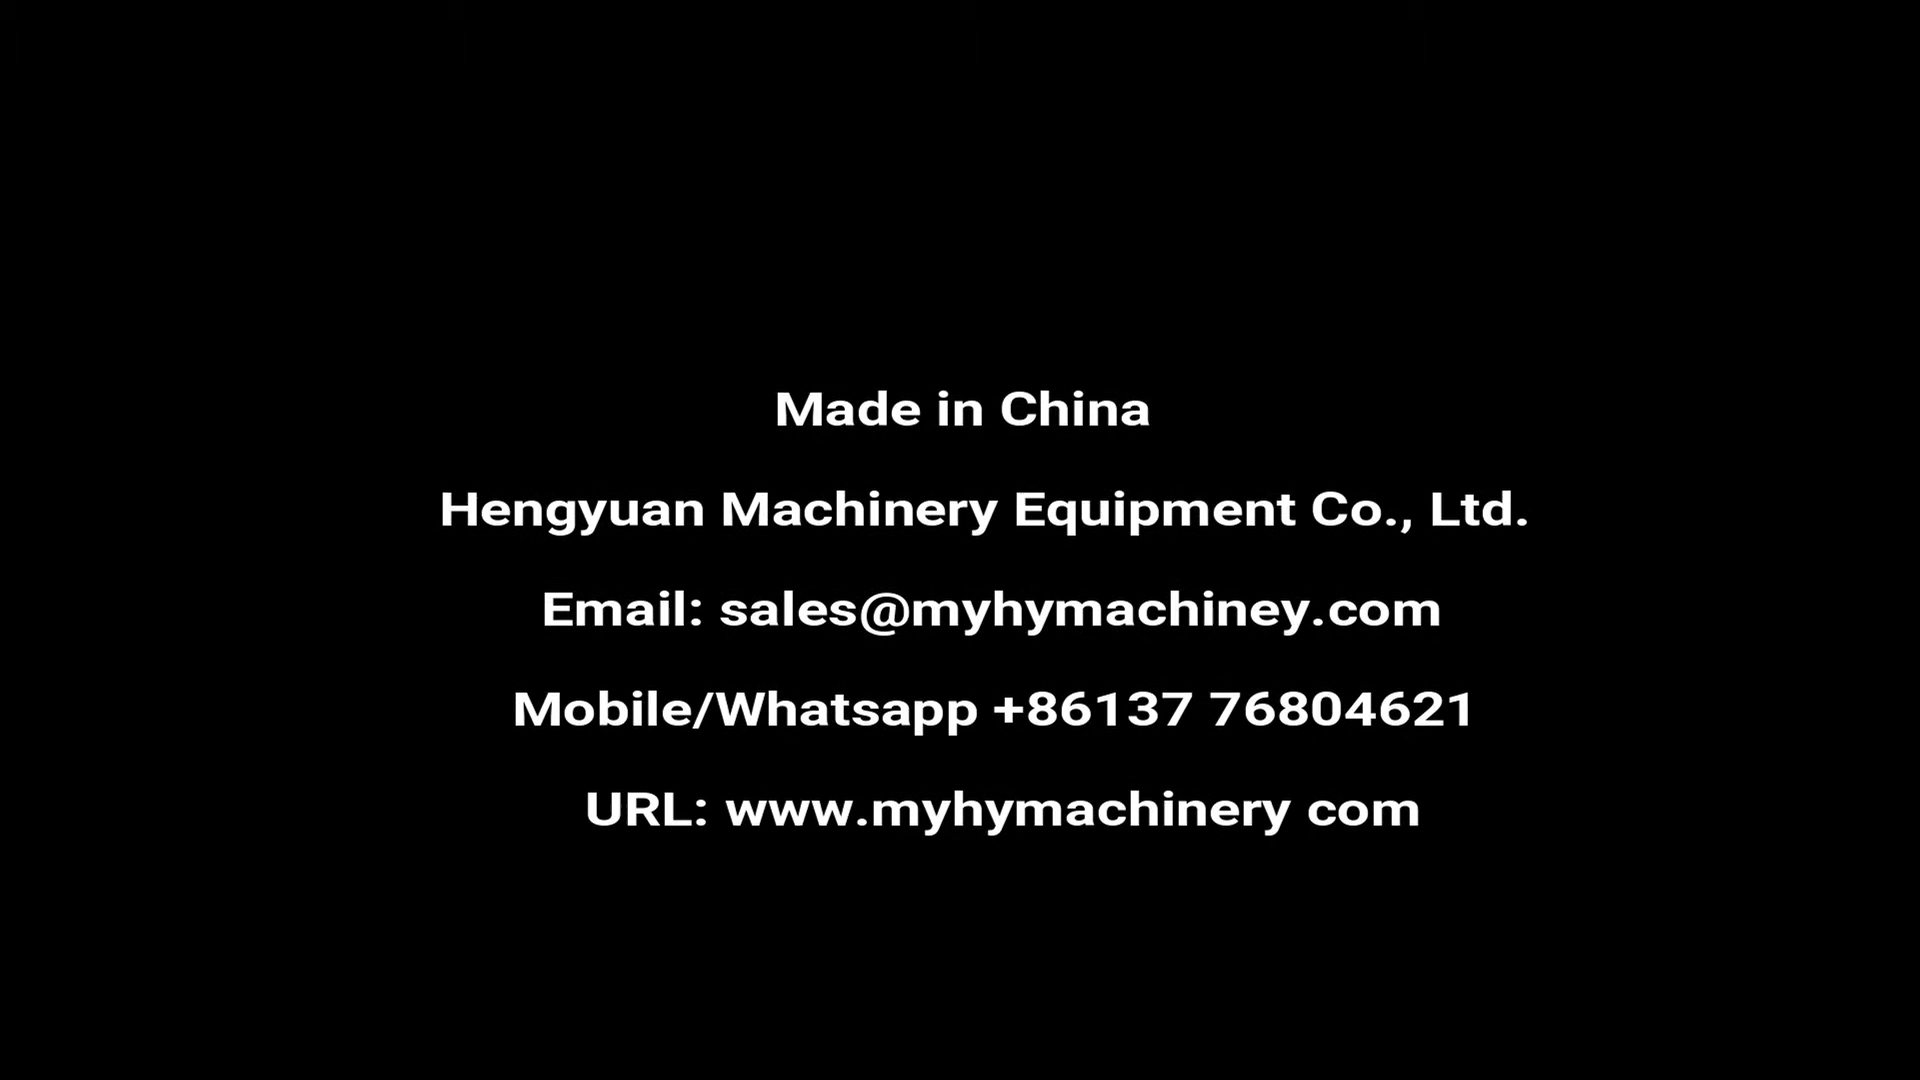 Made in China
Hengyuan Machinery Equipment Co., Ltd.
Email: sales@myhymachiney.com
Mobile/Whatsapp +86137 76804621
URL: www.myhymachinery com